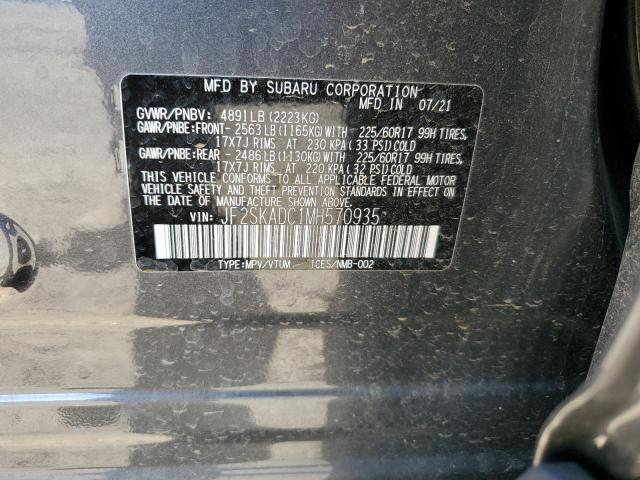 MFD BY SUBARU CORPORATION
MFD IN 07/21
GVWR/PNBV: 4891LB (2223KG)
GAWR/PNBE:FRONT- 2563LB(1165KG)WITH 225/60R17 99H TIRES,
17X7J RIMS AT 230 KPA (33 PSI)COLD
GAWR/PNBE:REAR - 2486LB(1130KG)WITH 225/60R17 99H TIRES,
17X7J RIMS AT 220 KPA(32 PSI)COLD
THIS VEHICLE CONFORMS TO ALL APPLICABLE FEDERAL MOTOR
VEHICLE SAFETY AND THEFT PREVENTION STANDARDS IN EFFECT
ON THE DATE OF MANUFACTURE SHOWN ABOVE.
VIN: JF2SKADC1MH570935
TYPE:MPV/VTUM ICES/NMB-002